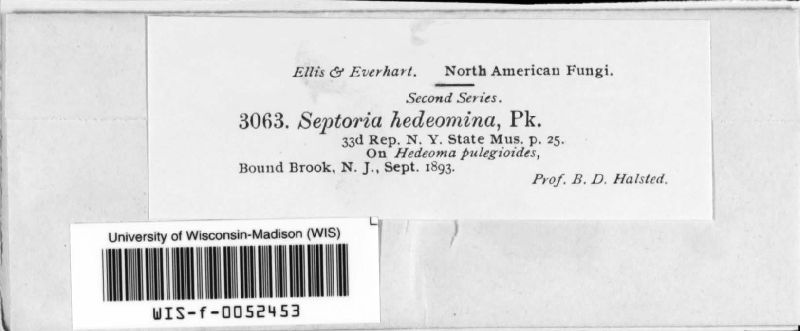 Ellis & Everhart. North American Fungi.
Second Series.
3063. Septoria hedeomina, Pk.
33d Rep. N. Y. State Mus. p. 25.
On Hedeoma pulegioides,
Bound Brook, N. J., Sept. 1893.
Prof. B. D. Halsted.
University of Wisconsin-Madison (WIS)
WIS-f-0052453